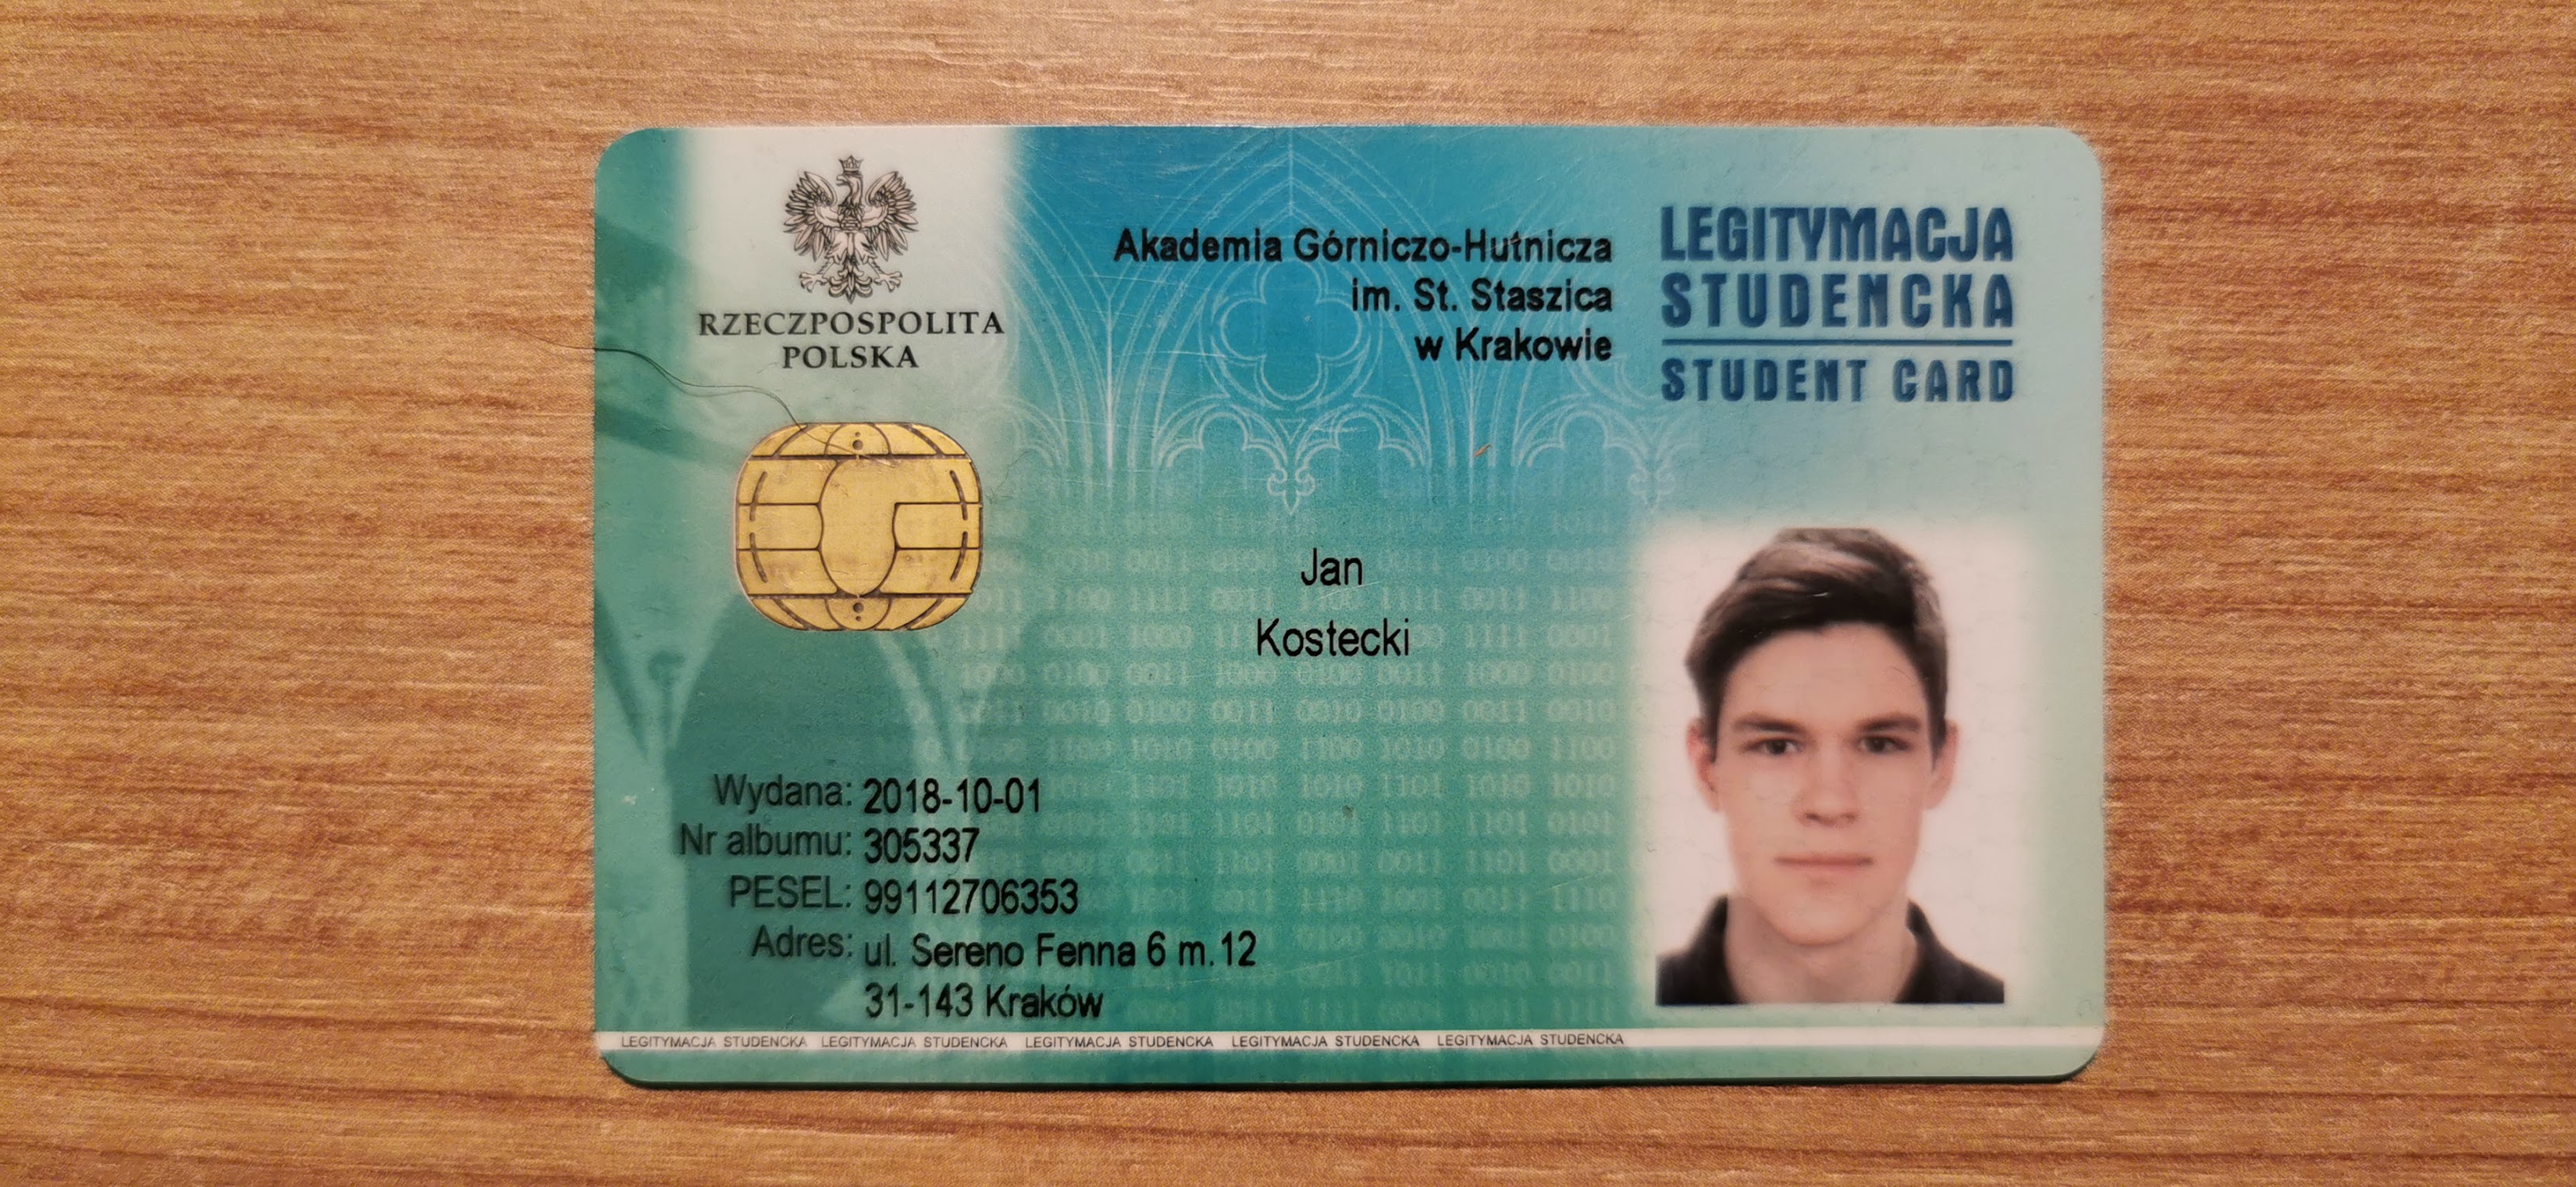 RZECZPOSPOLITA
POLSKA
Akademia Górniczo-Hutnicza
im. St. Staszica
w Krakowie
LEGITYMACJA
STUDENCKA
STUDENT CARD
Jan
Kostecki
Wydana: 2018-10-01
Nr albumu: 305337
PESEL: 99112706353
Adres: ul. Sereno Fenna 6 m.12
31-143 Kraków
LEGITYMACJA STUDENCKA LEGITYMACJA STUDENCKA LEGITYMACJA STUDENCKA LEGITYMACJA STUDENCKA LEGITYMACJA STUDENCKA